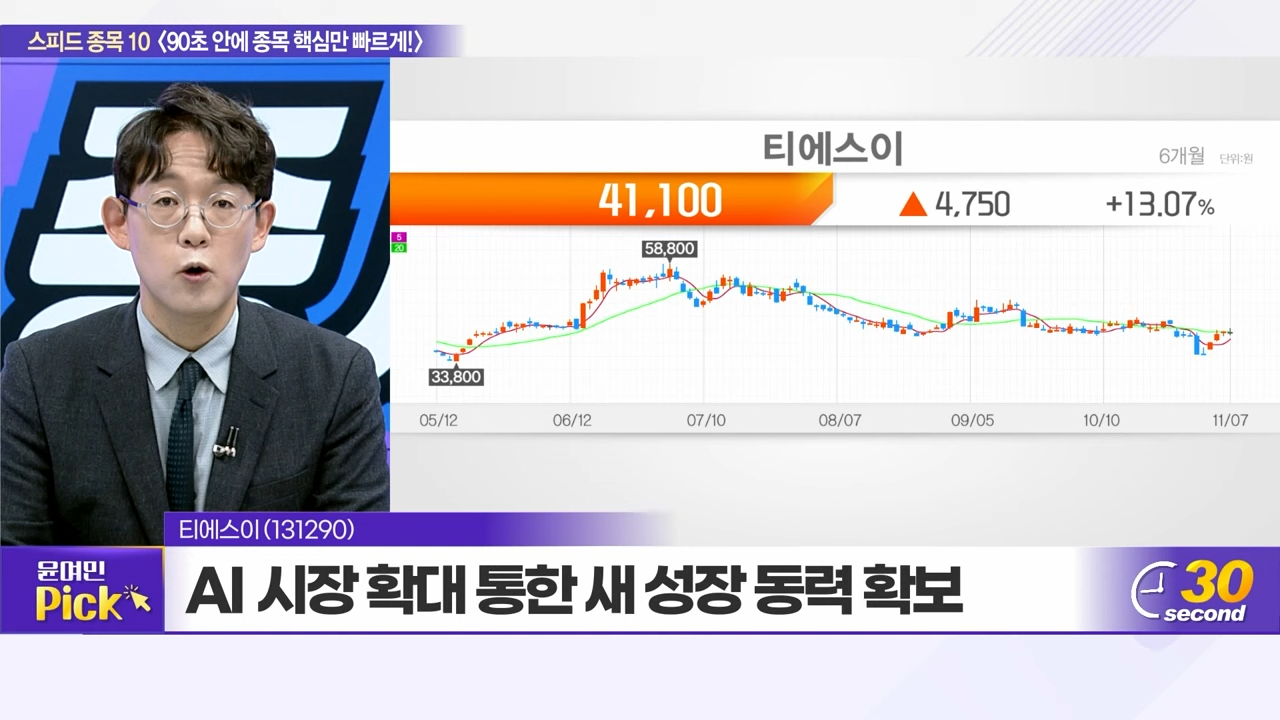 스피드 종목 10 〈90초 안에 종목 핵심만 빠르게!〉
티에스이
6개월 단위:원
41,100 ▲ 4,750 +13.07%
5
20
58,800
33,800
05/12 06/12 07/10 08/07 09/05 10/10 11/07
티에스이(131290)
윤여민
Pick
AI 시장 확대 통한 새 성장 동력 확보
30
second